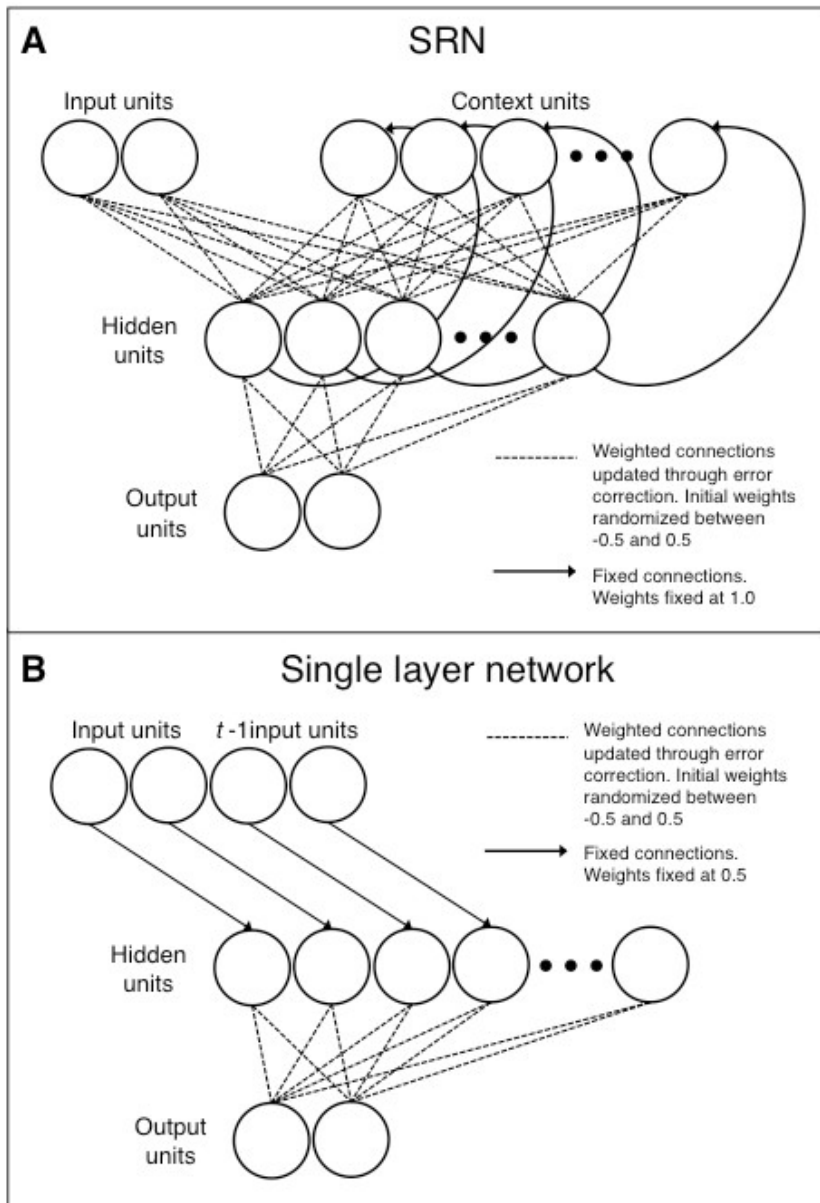 A
SRN
Input units
Context units
Hidden
units
Output
units
Weighted connections
updated through error
correction. Initial weights
randomized between
-0.5 and 0.5
Fixed connections.
Weights fixed at 1.0
B
Single layer network
Input units
t -1input units
Weighted connections
updated through error
correction. Initial weights
randomized between
-0.5 and 0.5
Fixed connections.
Weights fixed at 0.5
Hidden
units
Output
units